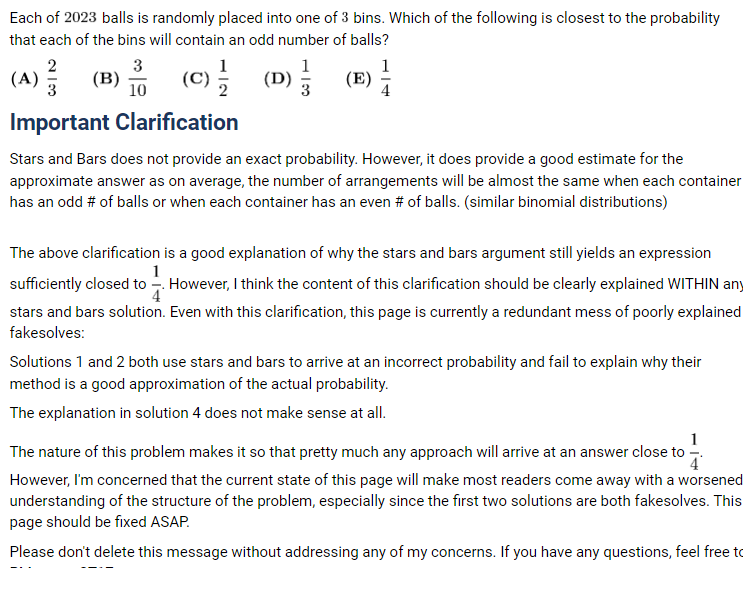 Each of 2023 balls is randomly placed into one of 3 bins. Which of the following is closest to the probability
that each of the bins will contain an odd number of balls?
(A) 2/3 (B) 3/10 (C) 1/2 (D) 1/3 (E) 1/4
Important Clarification
Stars and Bars does not provide an exact probability. However, it does provide a good estimate for the
approximate answer as on average, the number of arrangements will be almost the same when each container
has an odd # of balls or when each container has an even # of balls. (similar binomial distributions)
The above clarification is a good explanation of why the stars and bars argument still yields an expression
sufficiently closed to 1/4. However, I think the content of this clarification should be clearly explained WITHIN any
stars and bars solution. Even with this clarification, this page is currently a redundant mess of poorly explained
fakesolves:
Solutions 1 and 2 both use stars and bars to arrive at an incorrect probability and fail to explain why their
method is a good approximation of the actual probability.
The explanation in solution 4 does not make sense at all.
The nature of this problem makes it so that pretty much any approach will arrive at an answer close to 1/4.
However, I'm concerned that the current state of this page will make most readers come away with a worsened
understanding of the structure of the problem, especially since the first two solutions are both fakesolves. This
page should be fixed ASAP.
Please don't delete this message without addressing any of my concerns. If you have any questions, feel free to